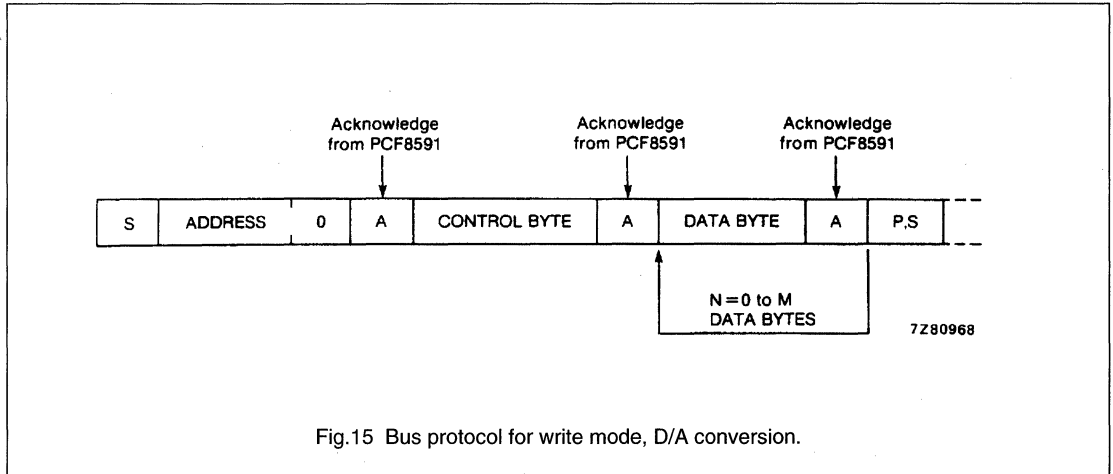 Acknowledge
from PCF8591
Acknowledge
from PCF8591
Acknowledge
from PCF8591
S ADDRESS 0 A CONTROL BYTE A DATA BYTE A P,S
N=0 to M
DATA BYTES
7Z80968
Fig.15 Bus protocol for write mode, D/A conversion.